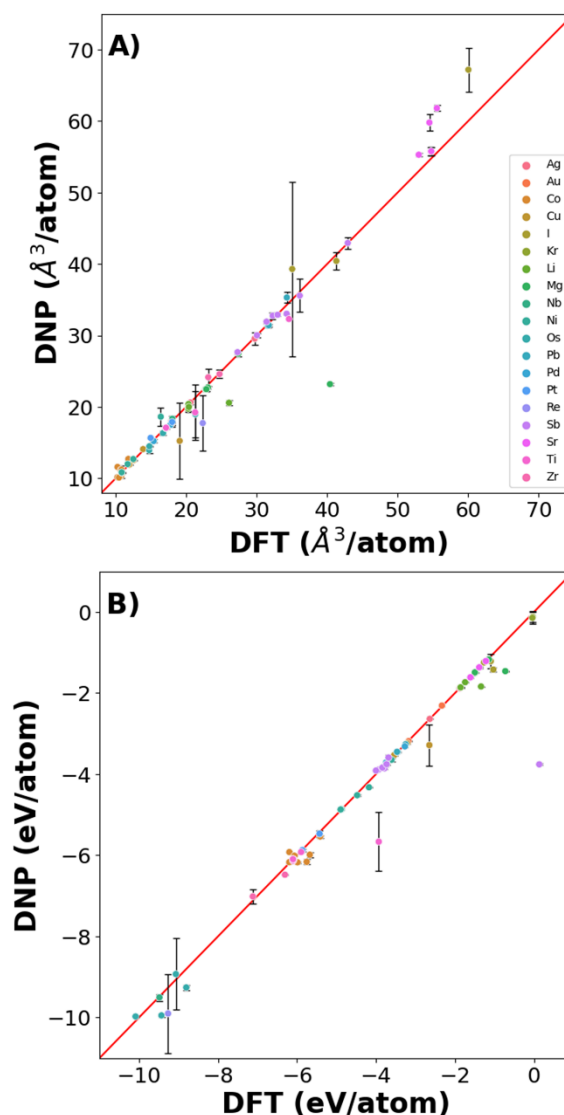 A)
70
60
50
40
30
20
10
DNP (Å³/atom)
10 20 30 40 50 60 70
DFT (Å³/atom)
Ag
Au
Co
Cu
I
Kr
Li
Mg
Nb
Ni
Os
Pb
Pd
Pt
Re
Sb
Sr
Ti
Zr
B)
0
−2
−4
−6
−8
−10
DNP (eV/atom)
−10 −8 −6 −4 −2 0
DFT (eV/atom)